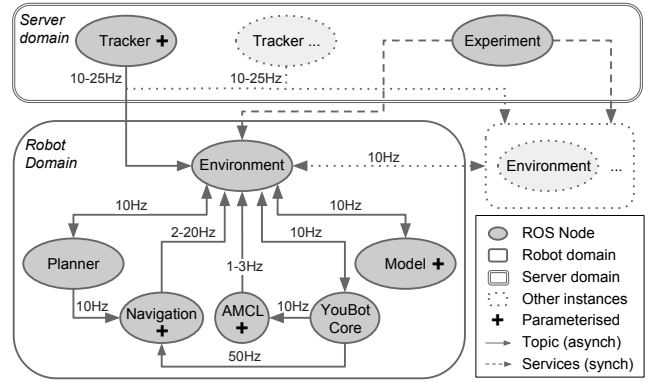 Server
domain
Tracker +
Tracker ...
Experiment
10-25Hz
10-25Hz
Robot
Domain
Environment
10Hz
Environment
...
10Hz
2-20Hz
10Hz
10Hz
Planner
1-3Hz
Model +
10Hz
Navigation
+
AMCL
+
10Hz
YouBot
Core
50Hz
ROS Node
Robot domain
Server domain
Other instances
+ Parameterised
Topic (asynch)
Services (synch)